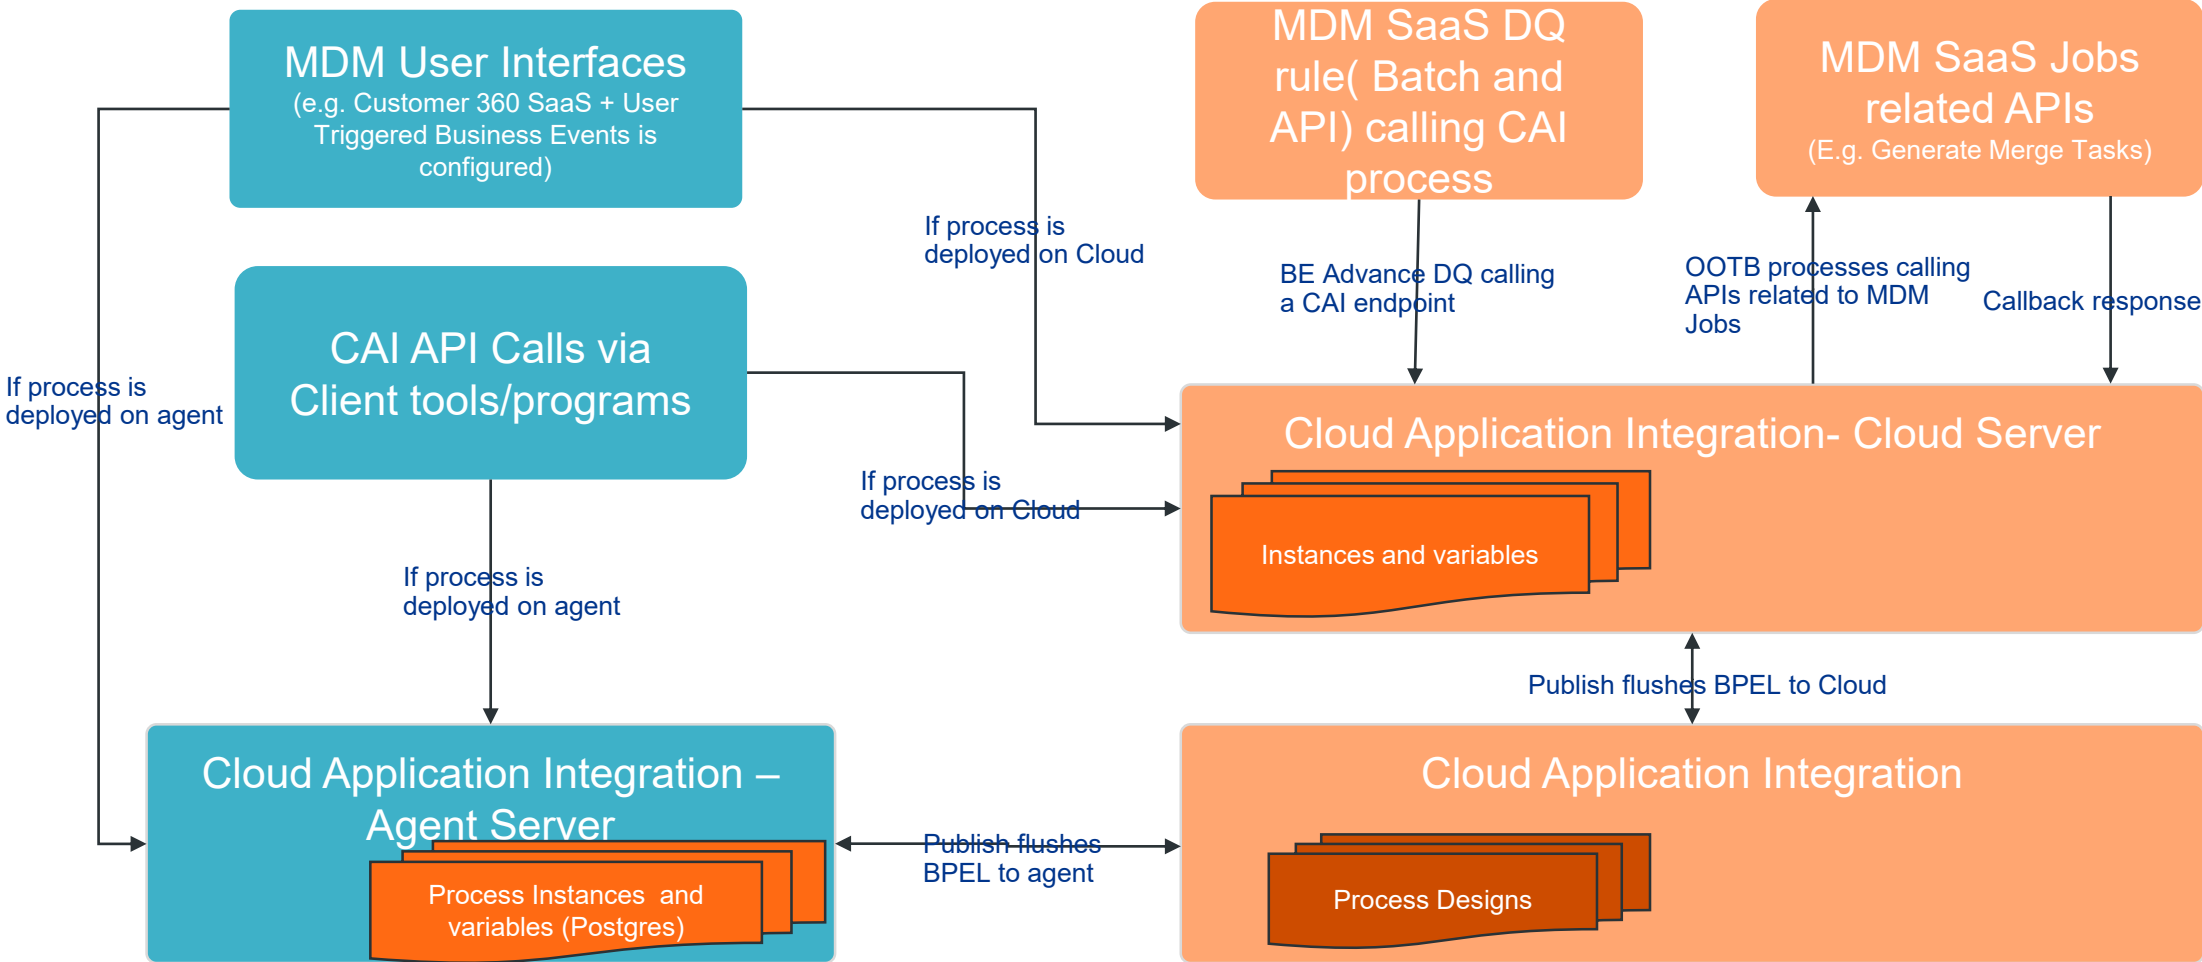 MDM User Interfaces
(e.g. Customer 360 SaaS + User
Triggered Business Events is
configured)
MDM SaaS DQ
rule( Batch and
API) calling CAI
process
MDM SaaS Jobs
related APIs
(E.g. Generate Merge Tasks)
If process is
deployed on Cloud
BE Advance DQ calling
a CAI endpoint
OOTB processes calling
APIs related to MDM
Jobs
Callback response
CAI API Calls via
Client tools/programs
If process is
deployed on agent
If process is
deployed on Cloud
Cloud Application Integration- Cloud Server
Instances and variables
If process is
deployed on agent
Publish flushes BPEL to Cloud
Cloud Application Integration –
Agent Server
Process Instances  and
variables (Postgres)
Publish flushes
BPEL to agent
Cloud Application Integration
Process Designs